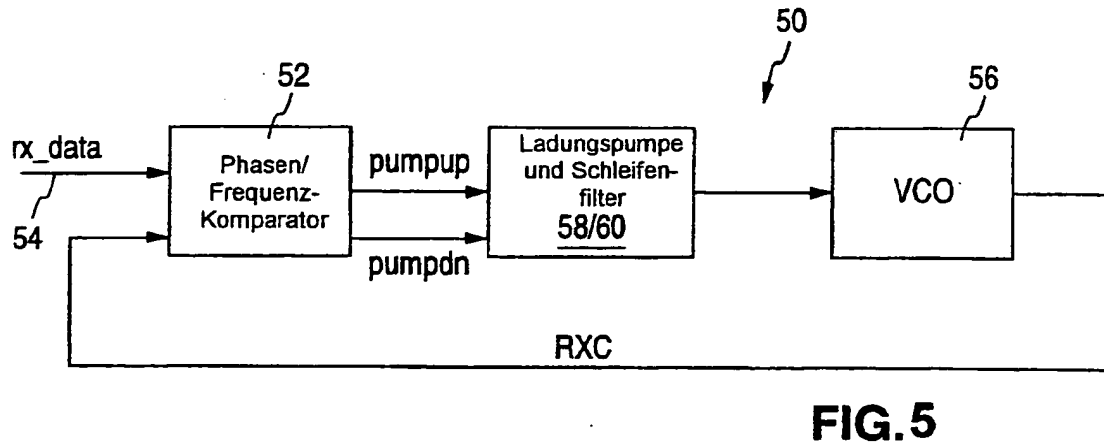 50
52
56
rx_data
54
Phasen/
Frequenz-
Komparator
pumpup
pumpdn
Ladungspumpe
und Schleifen-
filter
58/60
VCO
RXC
FIG.5